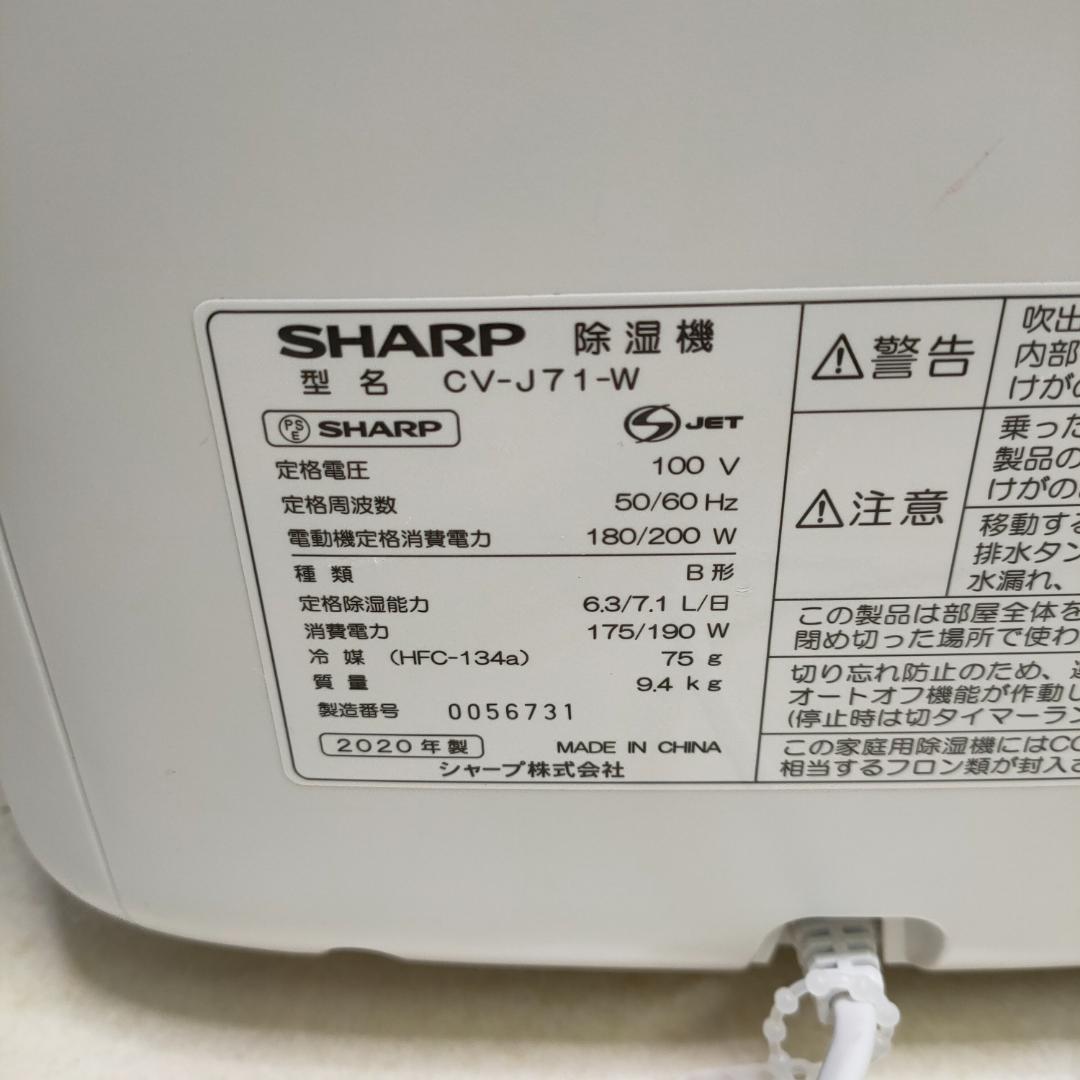 SHARP 除湿機
型名 CV-J71-W
PSE SHARP
S JET
定格電圧 100 V
定格周波数 50/60 Hz
電動機定格消費電力 180/200 W
種類 B形
定格除湿能力 6.3/7.1 L/日
消費電力 175/190 W
冷媒 (HFC-134a) 75 g
質量 9.4 kg
製造番号 0056731
2020年製 MADE IN CHINA
シャープ株式会社
⚠警告
吹出
内部
けがの
⚠注意
乗った
製品の
けがの
移動する
排水タン
水漏れ、
この製品は部屋全体を
閉め切った場所で使わ
切り忘れ防止のため、
オートオフ機能が作動し
(停止時は切タイマーラン
この家庭用除湿機にはCO
相当するフロン類が封入さ